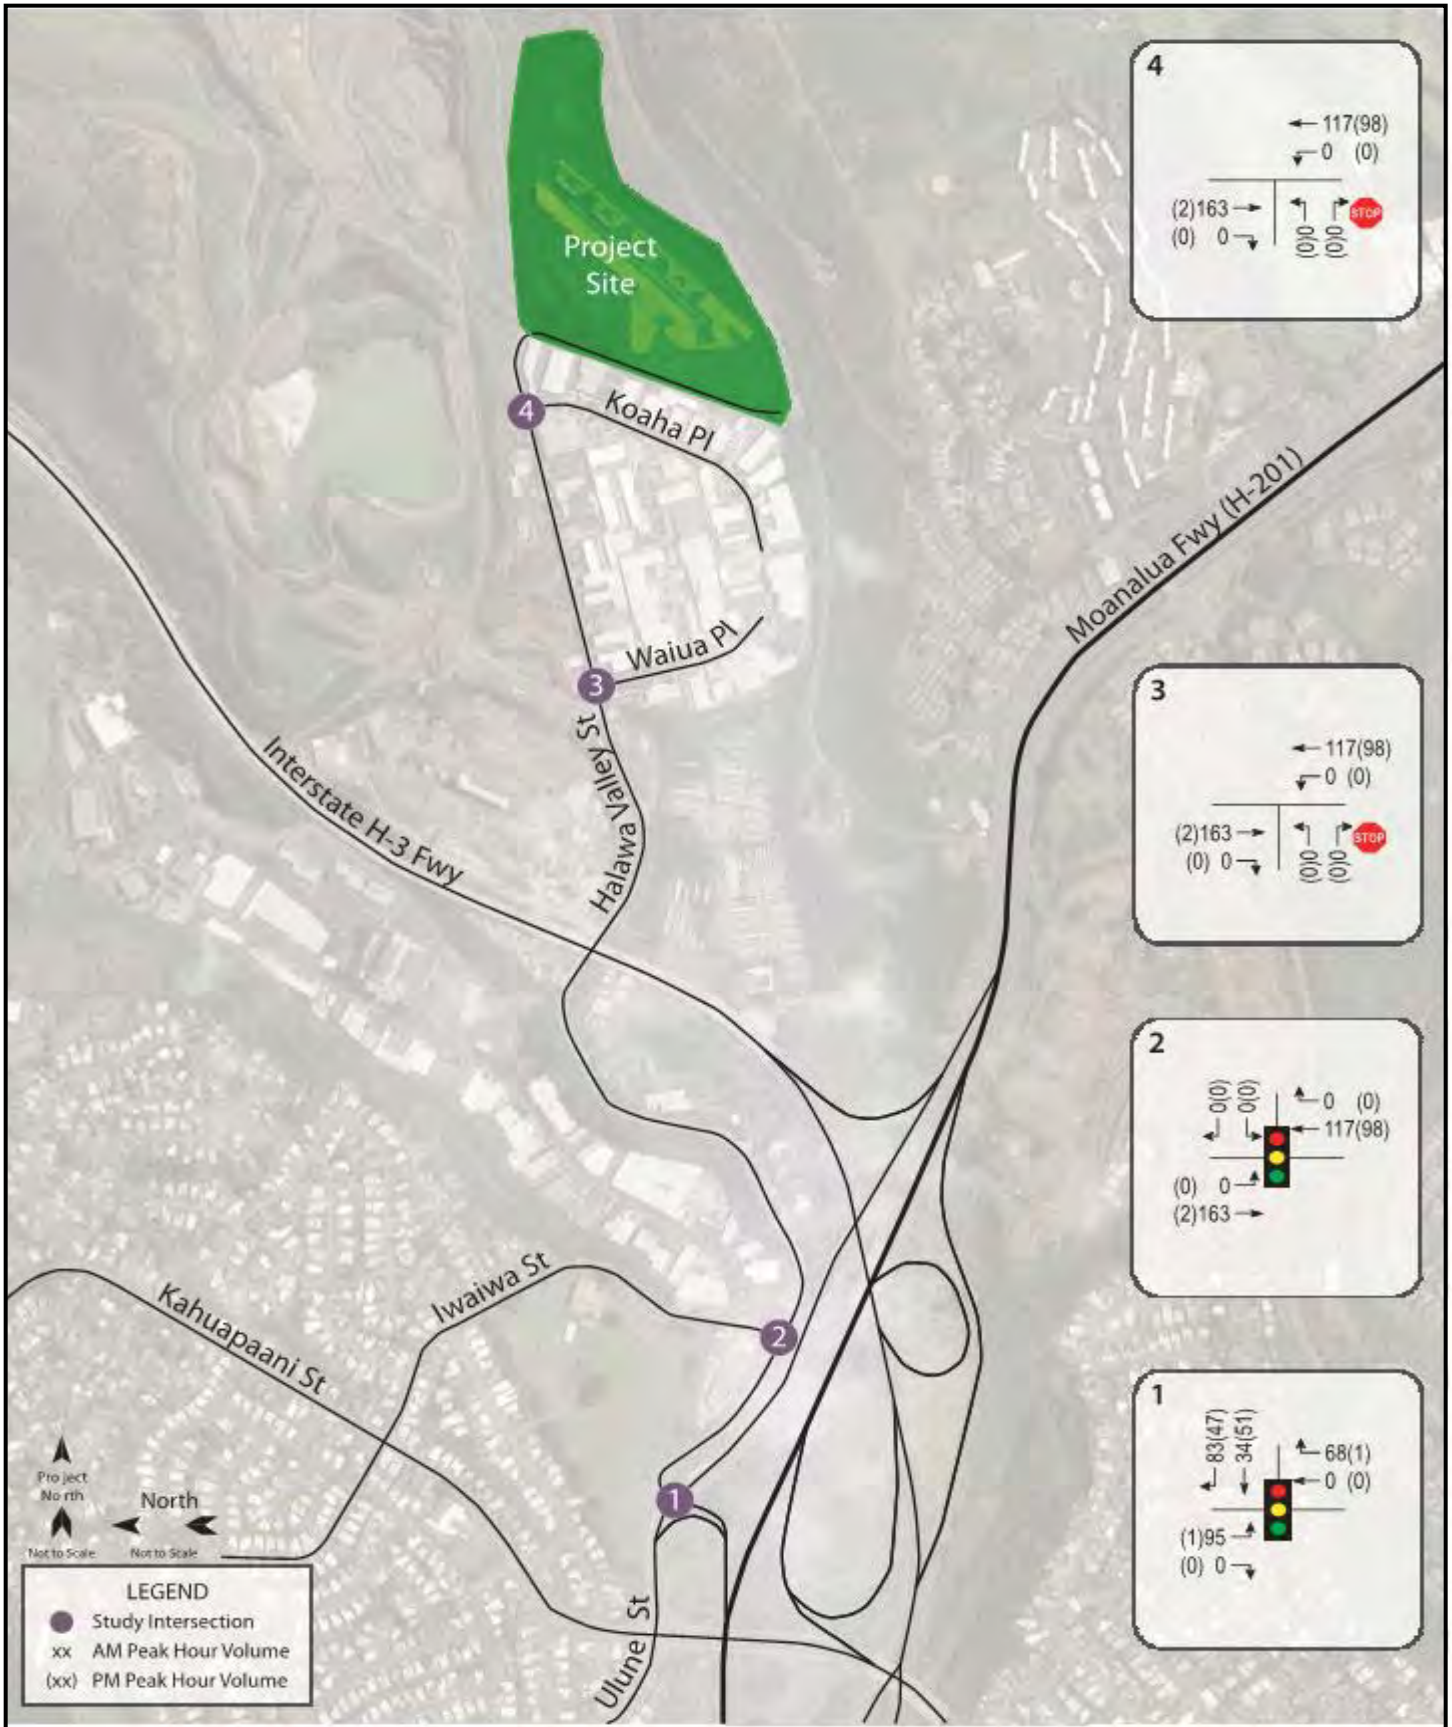 4
117(98)
0 (0)
(2)163
(0) 0
0(0)
0(0)
STOP
Project
Site
4
Koaha Pl
Moanalua Fwy (H-201)
Waiua Pl
3
Halawa Valley St
Interstate H-3 Fwy
3
117(98)
0 (0)
(2)163
(0) 0
0(0)
0(0)
STOP
2
0(0)
0(0)
0 (0)
117(98)
(0) 0
(2)163
Iwaiwa St
Kahuapaani St
2
1
83(47)
34(51)
68(1)
0 (0)
(1)95
(0) 0
1
Ulune St
Project
North
Not to Scale
North
Not to Scale
LEGEND
Study Intersection
xx AM Peak Hour Volume
(xx) PM Peak Hour Volume